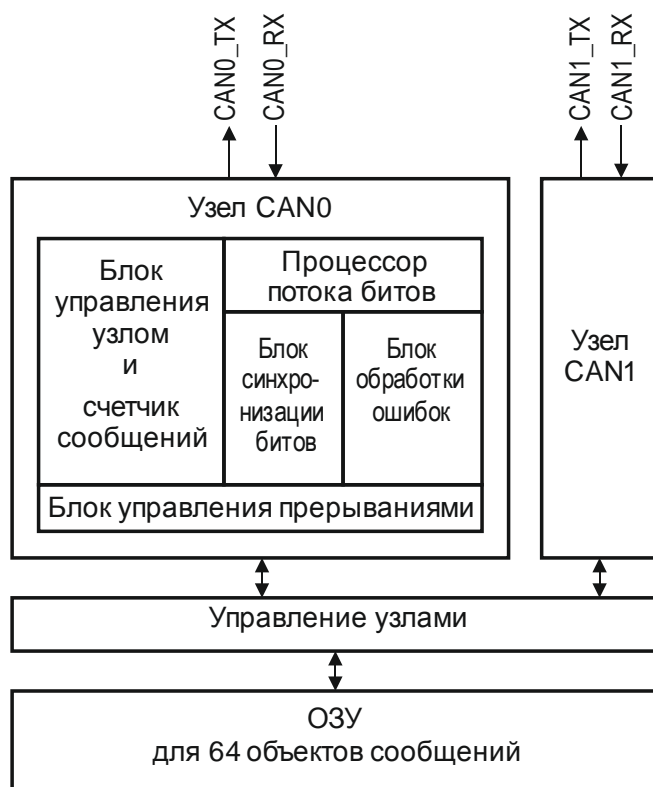 CAN0_TX
CAN0_RX
CAN1_TX
CAN1_RX
Узел CAN0
Блок
управления
узлом
и
счетчик
сообщений
Процессор
потока битов
Блок
синхро-
низации
битов
Блок
обработки
ошибок
Блок управления прерываниями
Узел
CAN1
Управление узлами
ОЗУ
для 64 объектов сообщений